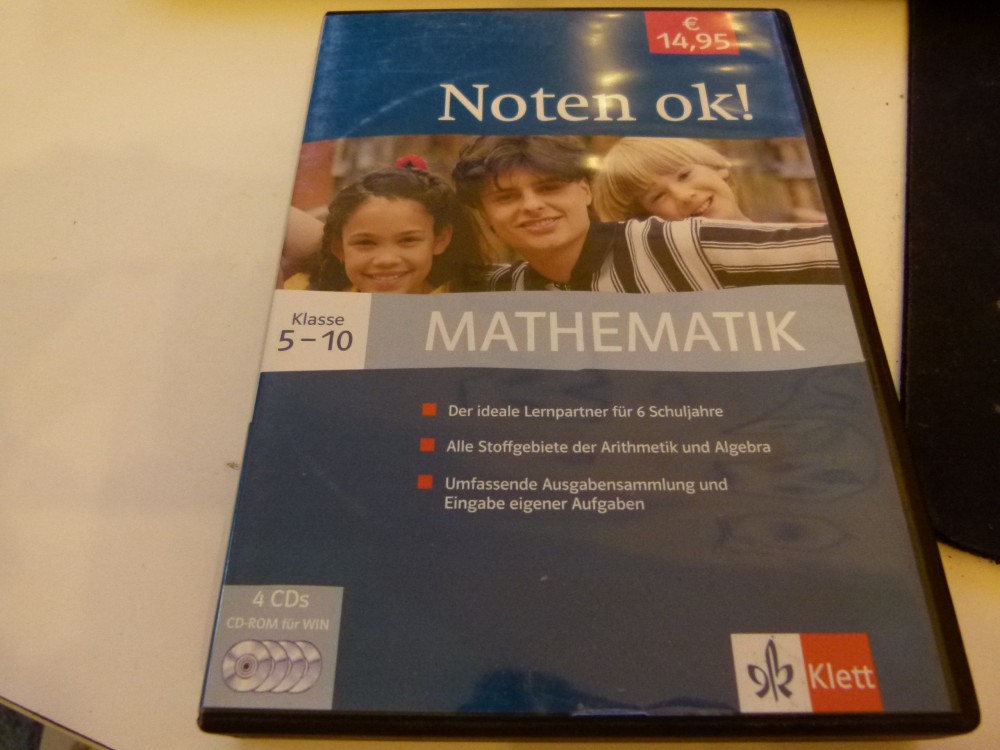 €
14,95
Noten ok!
Klasse
5–10
MATHEMATIK
Der ideale Lernpartner für 6 Schuljahre
Alle Stoffgebiete der Arithmetik und Algebra
Umfassende Ausgabensammlung und
Eingabe eigener Aufgaben
4 CDs
CD-ROM für WIN
Klett